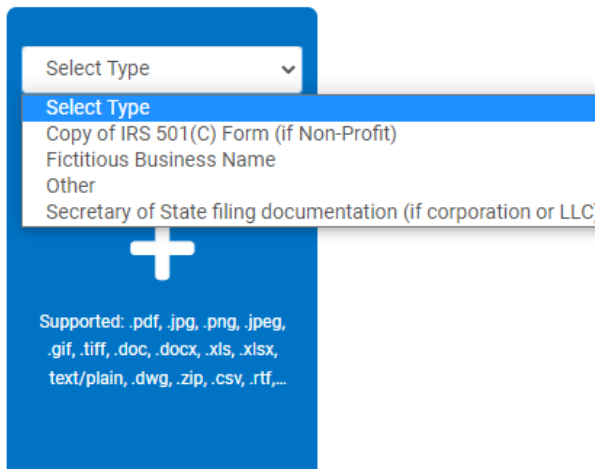 Select Type
Select Type
Copy of IRS 501(C) Form (if Non-Profit)
Fictitious Business Name
Other
Secretary of State filing documentation (if corporation or LLC)
Supported: .pdf, .jpg, .png, .jpeg,
.gif, .tiff, .doc, .docx, .xls, .xlsx,
text/plain, .dwg, .zip, .csv, .rtf,...